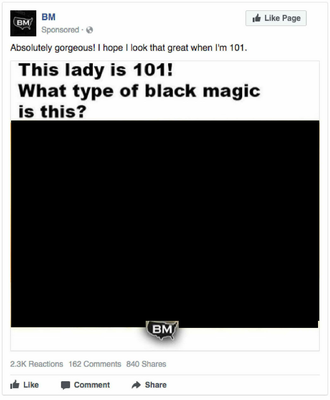 BM
BM
Like Page
Sponsored ·
Absolutely gorgeous! I hope I look that great when I'm 101.
This lady is 101!
What type of black magic
is this?
BM
2.3K Reactions 162 Comments 840 Shares
Like Comment Share